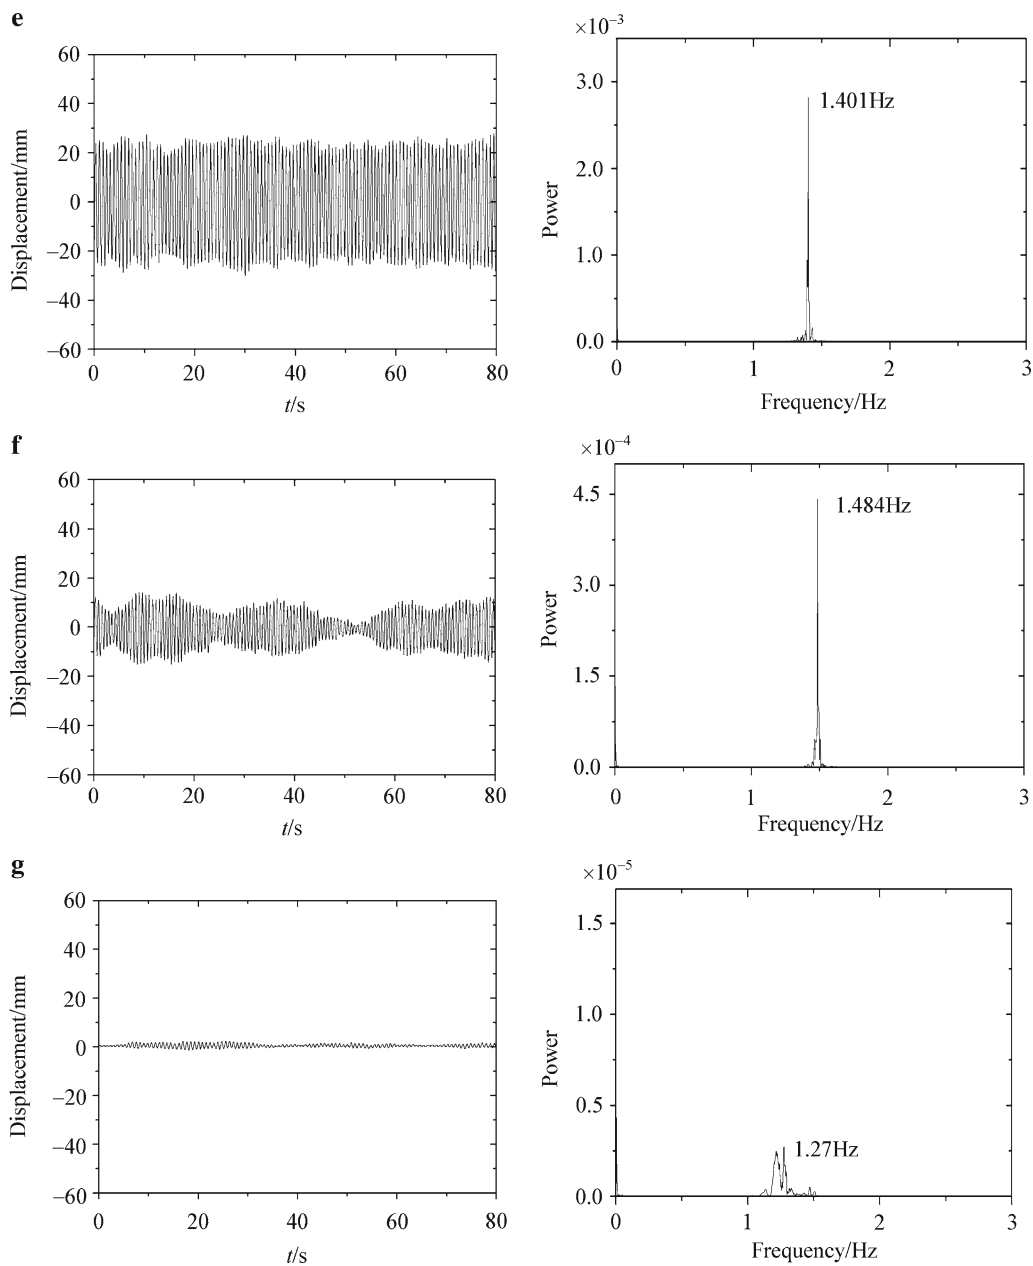 e
60
40
20
0
−20
−40
−60
Displacement/mm
0 20 40 60 80
t/s
×10−3
3.0
2.0
1.0
0.0
Power
1.401Hz
0 1 2 3
Frequency/Hz
f
60
40
20
0
−20
−40
−60
Displacement/mm
0 20 40 60 80
t/s
×10−4
4.5
3.0
1.5
0.0
Power
1.484Hz
0 1 2 3
Frequency/Hz
g
60
40
20
0
−20
−40
−60
Displacement/mm
0 20 40 60 80
t/s
×10−5
1.5
1.0
0.5
0.0
Power
1.27Hz
0 1 2 3
Frequency/Hz